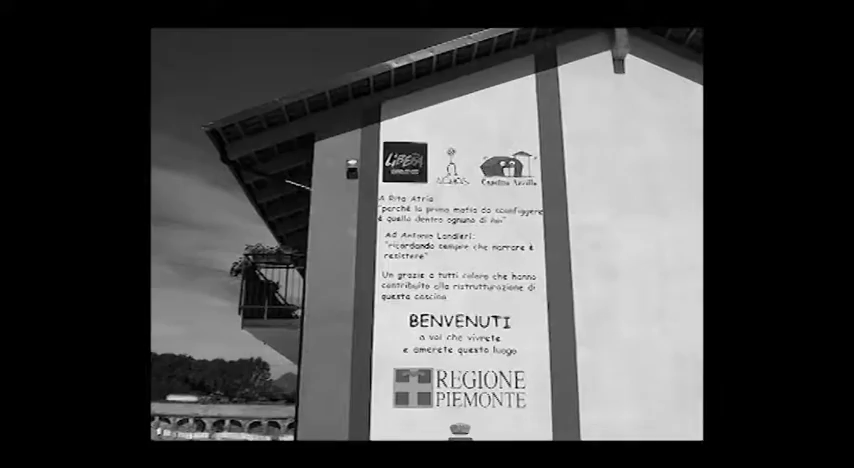 LiBERA
Cascina Arzilla
A Rita Atria
"perchè la prima mafia da sconfiggere
è quella dentro ognuno di noi"
Ad Antonio Landieri:
"ricordando sempre che narrare è
resistere"
Un grazie a tutti coloro che hanno
contribuito alla ristrutturazione di
questa cascina
BENVENUTI
a voi che vivrete
e amerete questo luogo
REGIONE
PIEMONTE